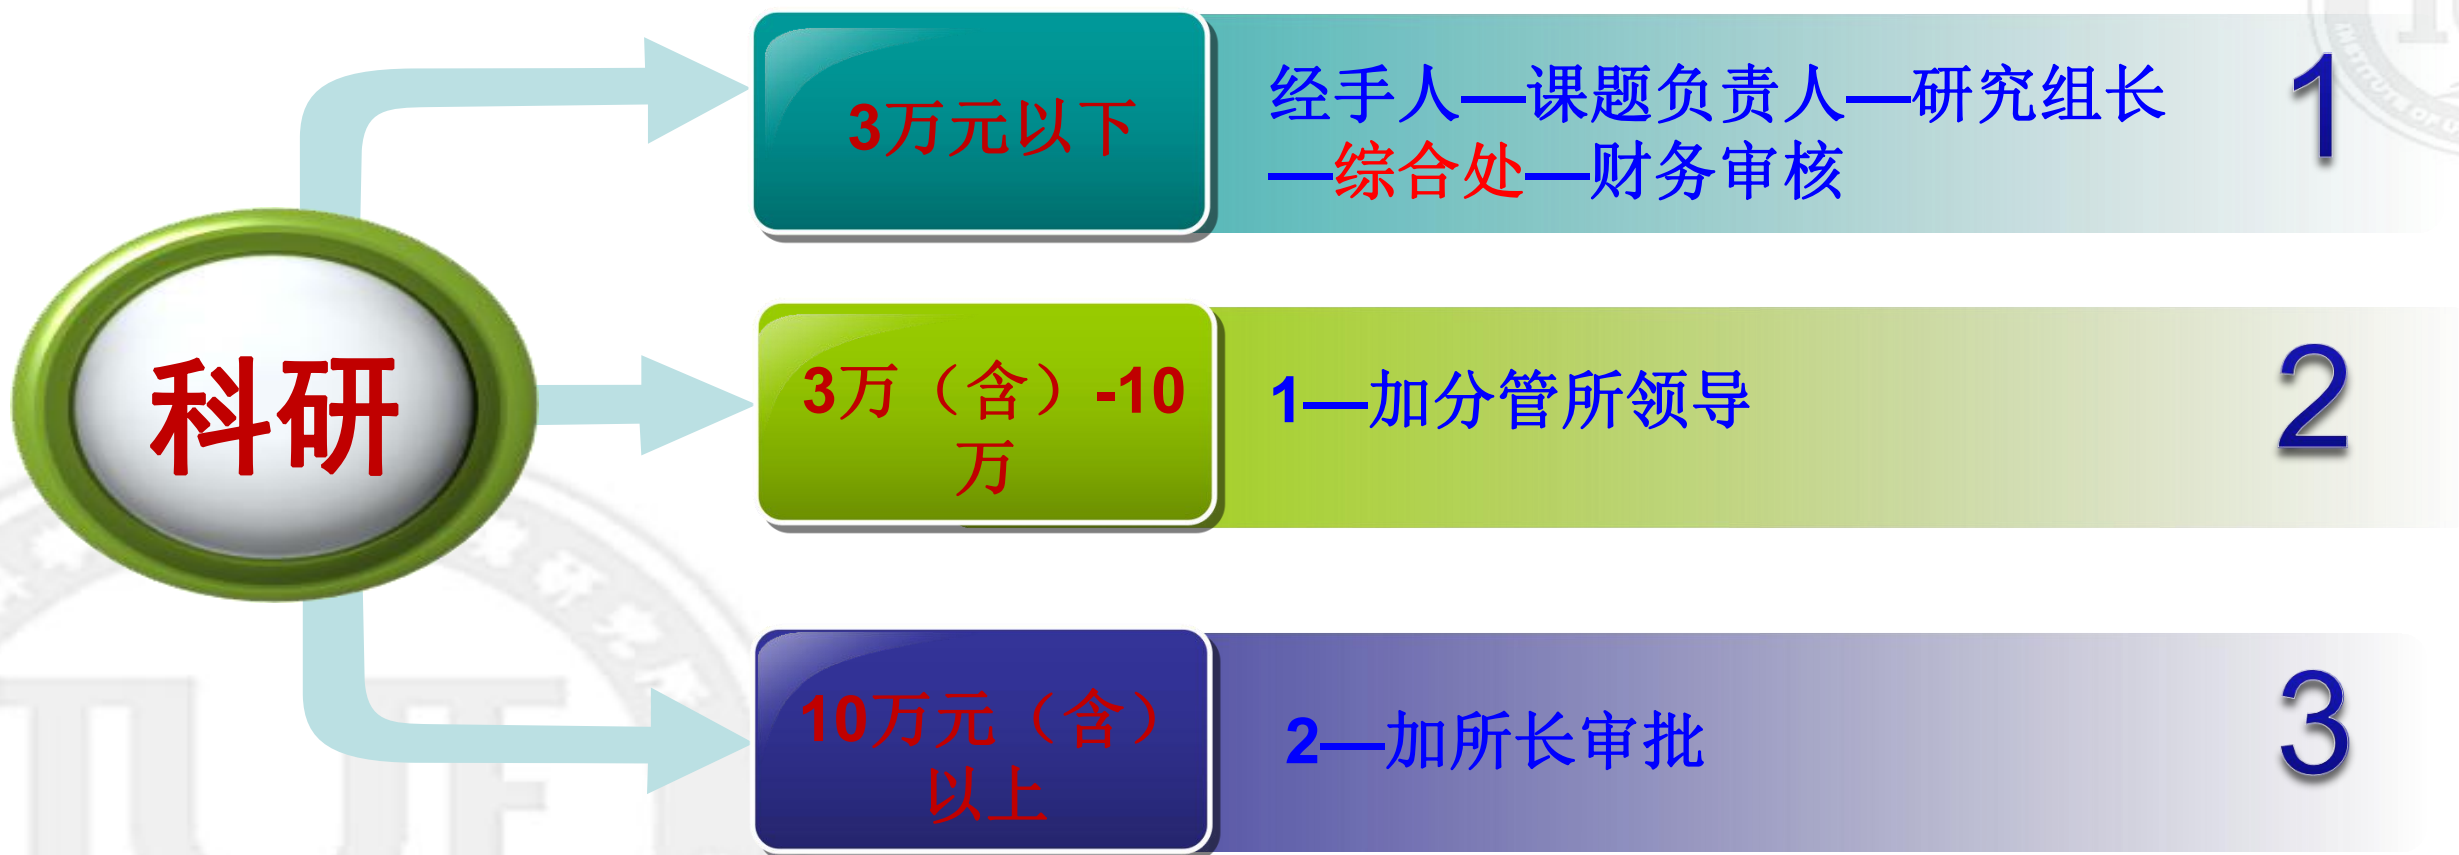 科研
3万元以下
经手人—课题负责人—研究组长
—综合处—财务审核
1
3万（含）-10
万
1—加分管所领导
2
10万元（含）
以上
2—加所长审批
3